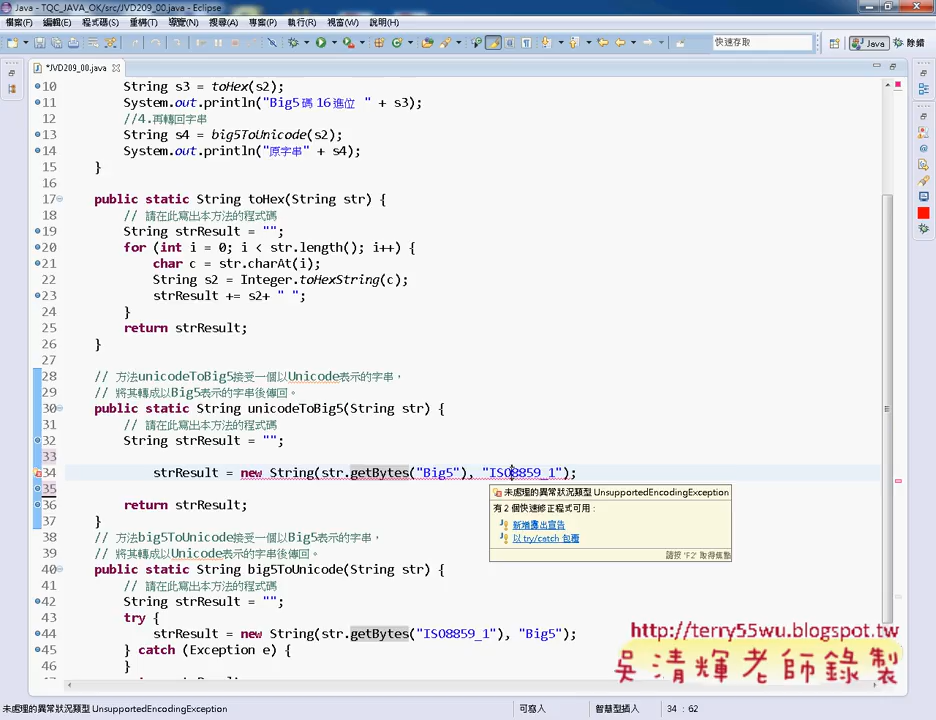 Java - TQC_JAVA_OK/src/JVD209_00.java - Eclipse
檔案(F) 編輯(E) 程式碼(S) 重構(T) 導覽(N) 搜尋(A) 專案(P) 執行(R) 視窗(W) 說明(H)
快速存取 Java 除錯
*JVD209_00.java
10 String s3 = toHex(s2);
11 System.out.println("Big5碼16進位 " + s3);
12 //4.再轉回字串
13 String s4 = big5ToUnicode(s2);
14 System.out.println("原字串" + s4);
15 }
16
17 public static String toHex(String str) {
18 // 請在此寫出本方法的程式碼
19 String strResult = "";
20 for (int i = 0; i < str.length(); i++) {
21 char c = str.charAt(i);
22 String s2 = Integer.toHexString(c);
23 strResult += s2+ " ";
24 }
25 return strResult;
26 }
27
28 // 方法unicodeToBig5接受一個以Unicode表示的字串，
29 // 將其轉成以Big5表示的字串後傳回。
30 public static String unicodeToBig5(String str) {
31 // 請在此寫出本方法的程式碼
32 String strResult = "";
33
34 strResult = new String(str.getBytes("Big5"), "ISO8859_1");
35
36 return strResult;
37 }
38 // 方法big5ToUnicode接受一個以Big5表示的字串，
39 // 將其轉成以Unicode表示的字串後傳回。
40 public static String big5ToUnicode(String str) {
41 // 請在此寫出本方法的程式碼
42 String strResult = "";
43 try {
44 strResult = new String(str.getBytes("ISO8859_1"), "Big5");
45 } catch (Exception e) {
46 }
未處理的異常狀況類型 UnsupportedEncodingException
有 2 個快速修正程式可用：
新增擲出宣告
以 try/catch 包覆
請按 'F2' 取得焦點
http://terry55wu.blogspot.tw
吳清輝老師錄製
未處理的異常狀況類型 UnsupportedEncodingException 可寫入 智慧型插入 34 : 62